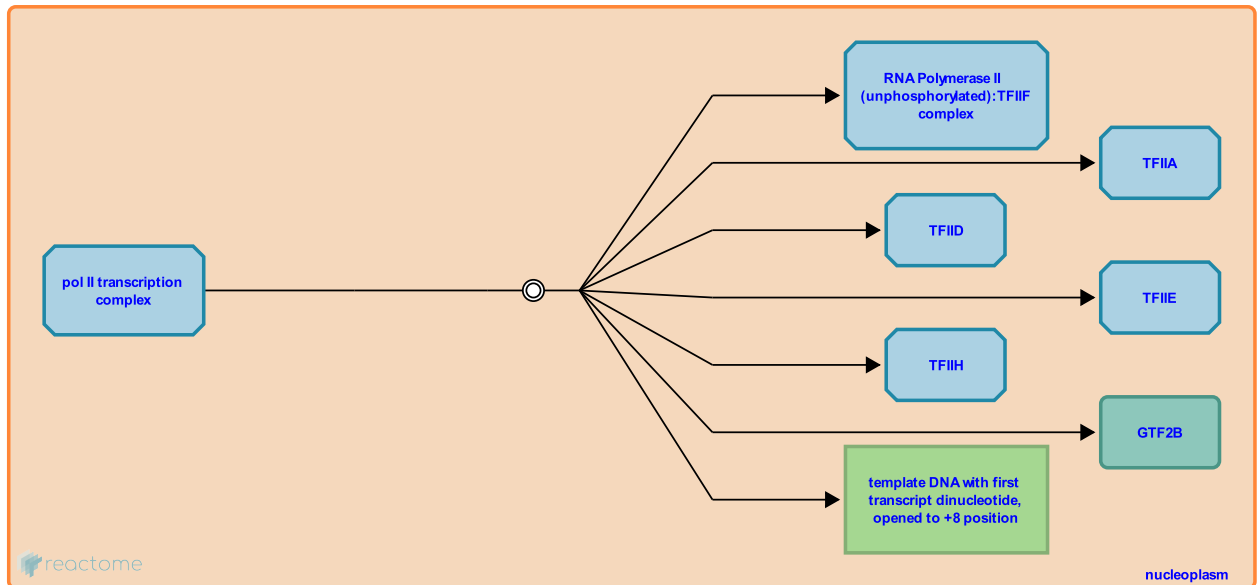 RNA Polymerase II
(unphosphorylated):TFIIF
complex
TFIIA
TFIID
pol II transcription
complex
TFIIE
TFIIH
GTF2B
template DNA with first
transcript dinucleotide,
opened to +8 position
reactome
nucleoplasm